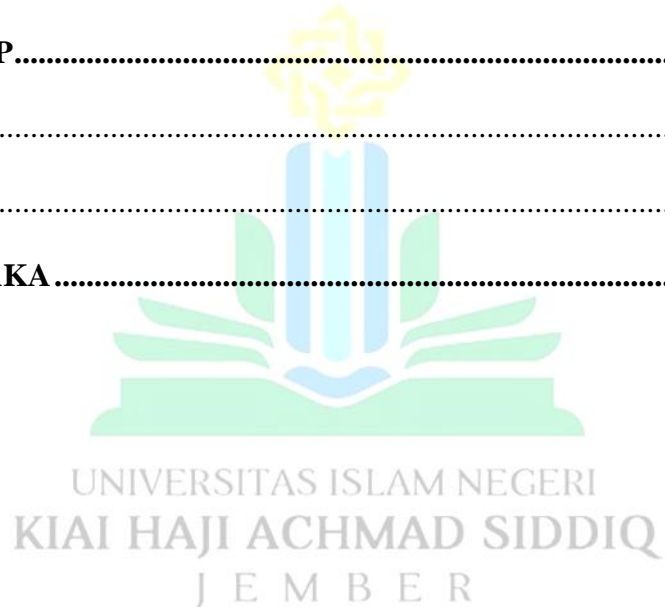 P...............................................................................
................................................................................
................................................................................
KA .........................................................................
UNIVERSITAS ISLAM NEGERI
KIAI HAJI ACHMAD SIDDIQ
J E M B E R